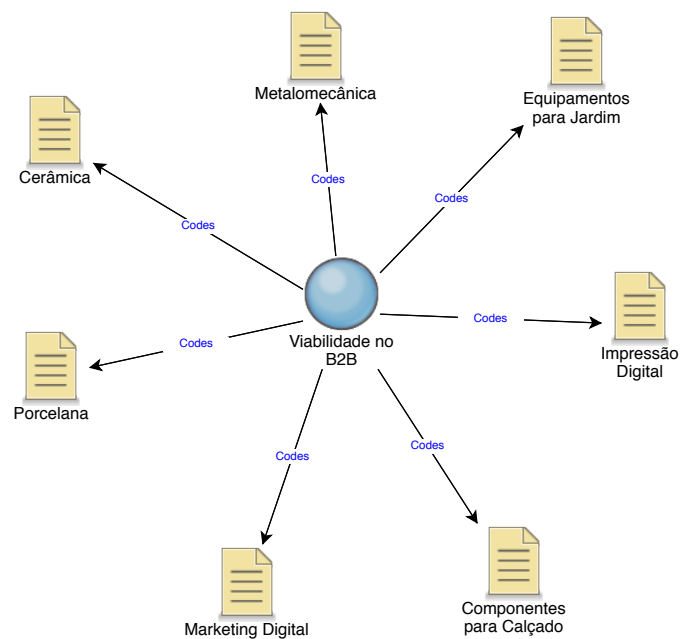 Metalomecânica
Equipamentos
para Jardim
Cerâmica
Codes
Codes
Codes
Viabilidade no
B2B
Codes
Impressão
Digital
Codes
Porcelana
Codes
Codes
Marketing Digital
Componentes
para Calçado